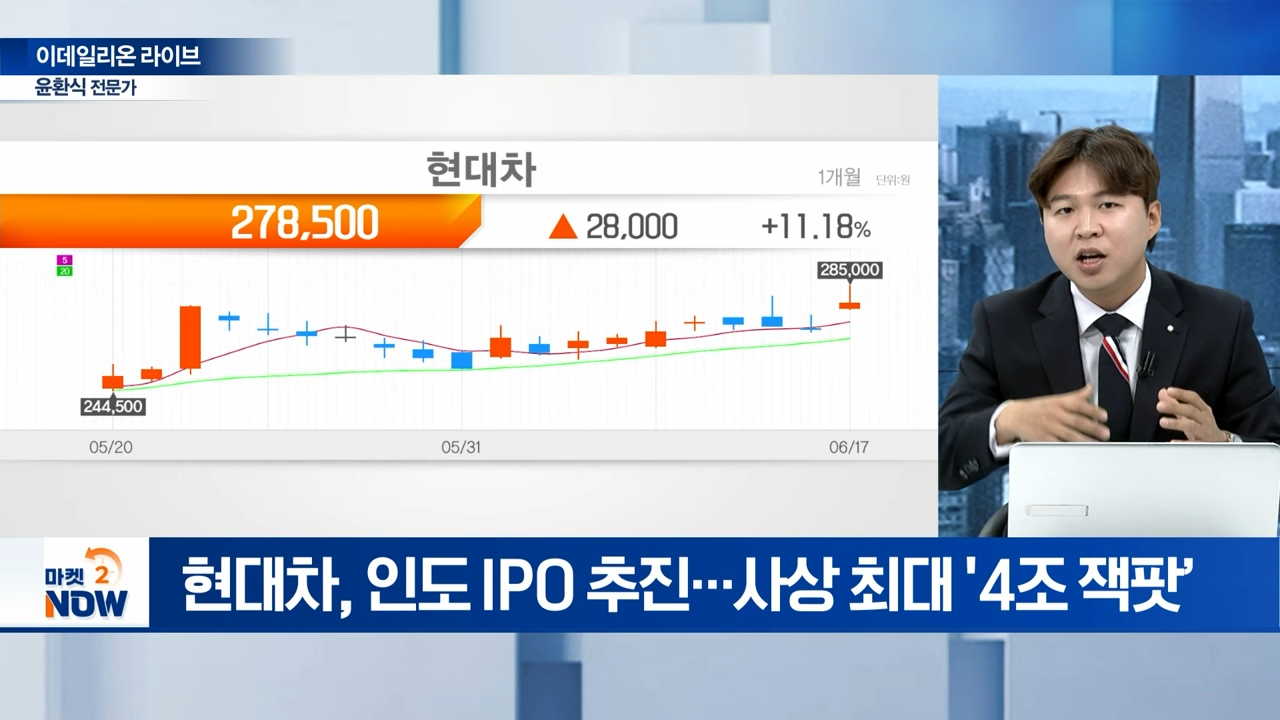 이데일리온 라이브
윤환식 전문가
현대차
1개월 단위:원
278,500 ▲ 28,000 +11.18%
5
20
285,000
244,500
05/20 05/31 06/17
마켓 2
NOW
현대차, 인도 IPO 추진…사상 최대 '4조 잭팟'